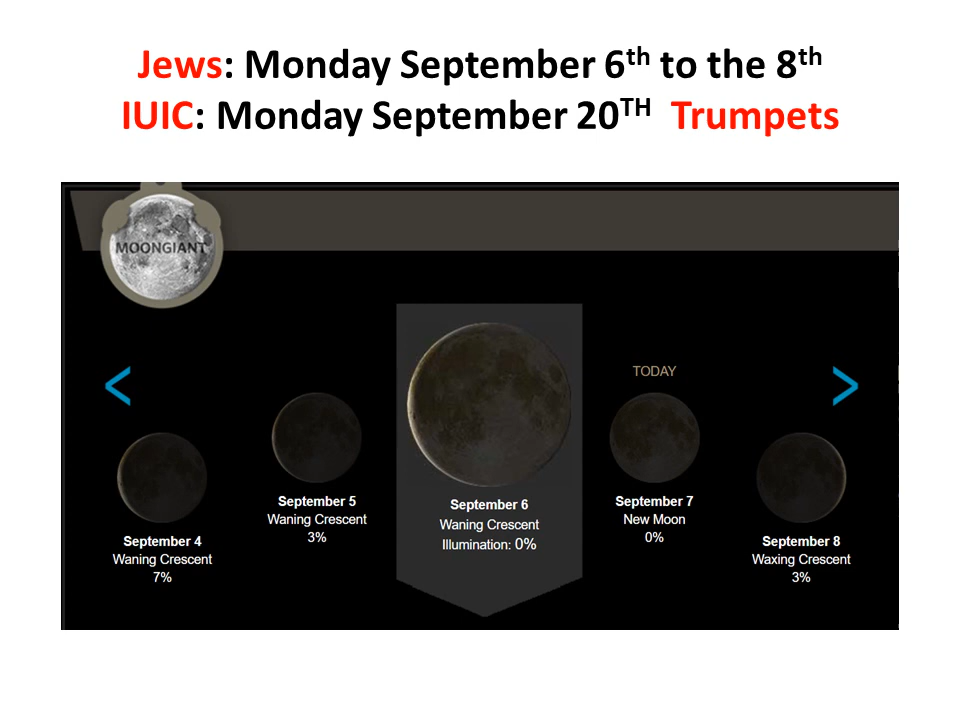 Jews: Monday September 6th to the 8th
IUIC: Monday September 20TH Trumpets
MOONGIANT
<
>
TODAY
September 4
Waning Crescent
7%
September 5
Waning Crescent
3%
September 6
Waning Crescent
Illumination: 0%
September 7
New Moon
0%
September 8
Waxing Crescent
3%